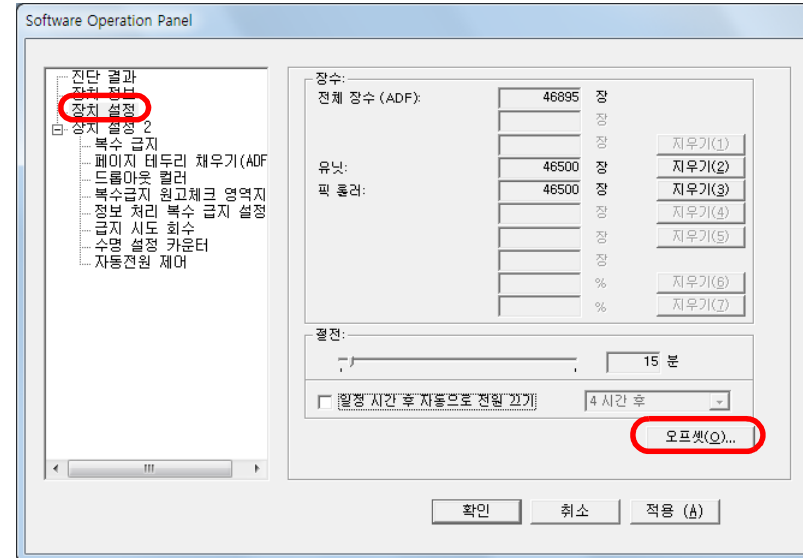 Software Operation Panel
진단 결과
장치 정보
장치 설정
장치 설정 2
복수 급지
페이지 테두리 채우기(ADF
드롭아웃 컬러
복수급지 원고체크 영역지
정보 처리 복수 급지 설정
급지 시도 회수
수명 설정 카운터
자동전원 제어
장수:
전체 장수 (ADF): 46895 장
장
장 지우기(1)
유닛: 46500 장 지우기(2)
픽 롤러: 46500 장 지우기(3)
장 지우기(4)
장 지우기(5)
장
% 지우기(6)
% 지우기(7)
절전:
15 분
일정 시간 후 자동으로 전원 끄기 4 시간 후
오프셋(O)...
확인 취소 적용 (A)